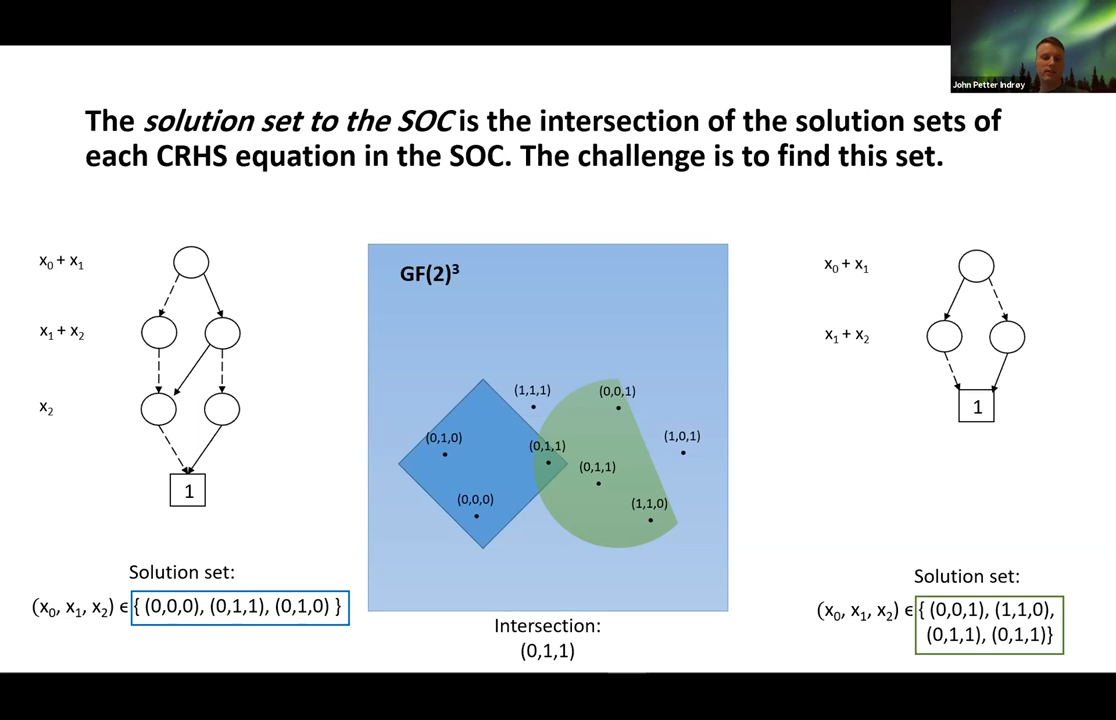 John Petter Indrøy
The solution set to the SOC is the intersection of the solution sets of
each CRHS equation in the SOC. The challenge is to find this set.
x₀ + x₁
x₁ + x₂
x₂
1
Solution set:
(x₀, x₁, x₂) ϵ { (0,0,0), (0,1,1), (0,1,0) }
GF(2)³
(1,1,1)
(0,0,1)
(0,1,0)
(0,1,1)
(1,0,1)
(0,1,1)
(0,0,0)
(1,1,0)
Intersection:
(0,1,1)
x₀ + x₁
x₁ + x₂
1
Solution set:
(x₀, x₁, x₂) ϵ { (0,0,1), (1,1,0),
(0,1,1), (0,1,1)}